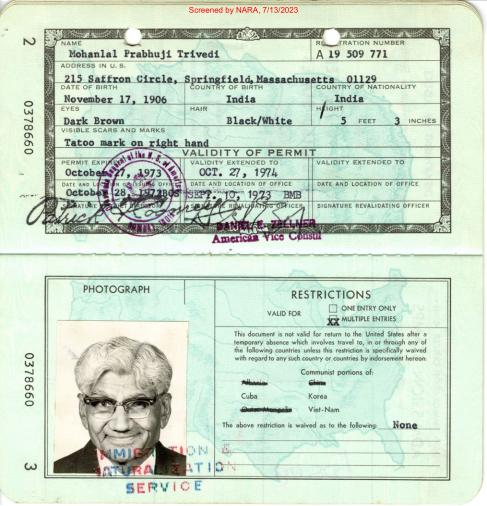 Screened by NARA, 7/13/2023
2
0378660
NAME
REGISTRATION NUMBER
Mohanlal Prabhuji Trivedi
A 19 509 771
ADDRESS IN U. S.
215 Saffron Circle, Springfield, Massachusetts 01129
DATE OF BIRTH COUNTRY OF BIRTH COUNTRY OF NATIONALITY
November 17, 1906 India India
EYES HAIR HEIGHT
Dark Brown Black/White 5 FEET 3 INCHES
VISIBLE SCARS AND MARKS
Tatoo mark on right hand
VALIDITY OF PERMIT
PERMIT EXPIRES VALIDITY EXTENDED TO VALIDITY EXTENDED TO
October 27, 1973 OCT. 27, 1974
DATE AND LOCATION OF OFFICE DATE AND LOCATION OF OFFICE DATE AND LOCATION OF OFFICE
October 28, 1972 BOS SEPT. 10, 1973 BMB
SIGNATURE REVALIDATING OFFICER SIGNATURE REVALIDATING OFFICER
DANIEL E. ZELLMER
American Vice Consul
PHOTOGRAPH
RESTRICTIONS
VALID FOR
ONE ENTRY ONLY
XX MULTIPLE ENTRIES
This document is not valid for return to the United States after a
temporary absence which involves travel to, in or through any of
the following countries unless this restriction is specifically waived
with regard to any such country or countries by indorsement hereon:
Communist portions of:
Albania China
Cuba Korea
Outer Mongolia Viet-Nam
The above restriction is waived as to the following: None
IMMIGRATION &
NATURALIZATION
SERVICE
0378660
3